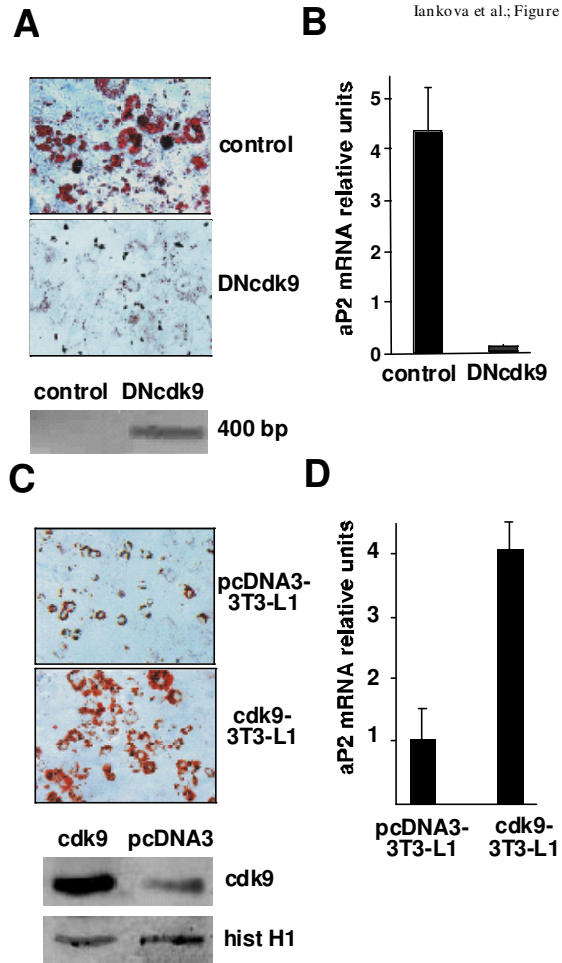 Iankova et al.; Figure
A
control
DNcdk9
control DNcdk9
400 bp
B
aP2 mRNA relative units
5
4
3
2
1
0
control DNcdk9
C
pcDNA3-
3T3-L1
cdk9-
3T3-L1
cdk9 pcDNA3
cdk9
hist H1
D
aP2 mRNA relative units
4
3
2
1
pcDNA3-
3T3-L1
cdk9-
3T3-L1